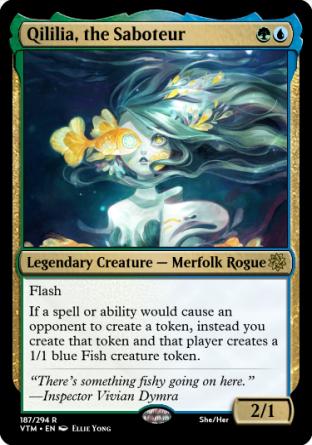 Qililia, the Saboteur
Legendary Creature — Merfolk Rogue
Flash
If a spell or ability would cause an
opponent to create a token, instead you
create that token and that player creates a
1/1 blue Fish creature token.
“There's something fishy going on here.”
—Inspector Vivian Dymra
2/1
187/294 R
She/Her
VTM • EN Ellie Yong